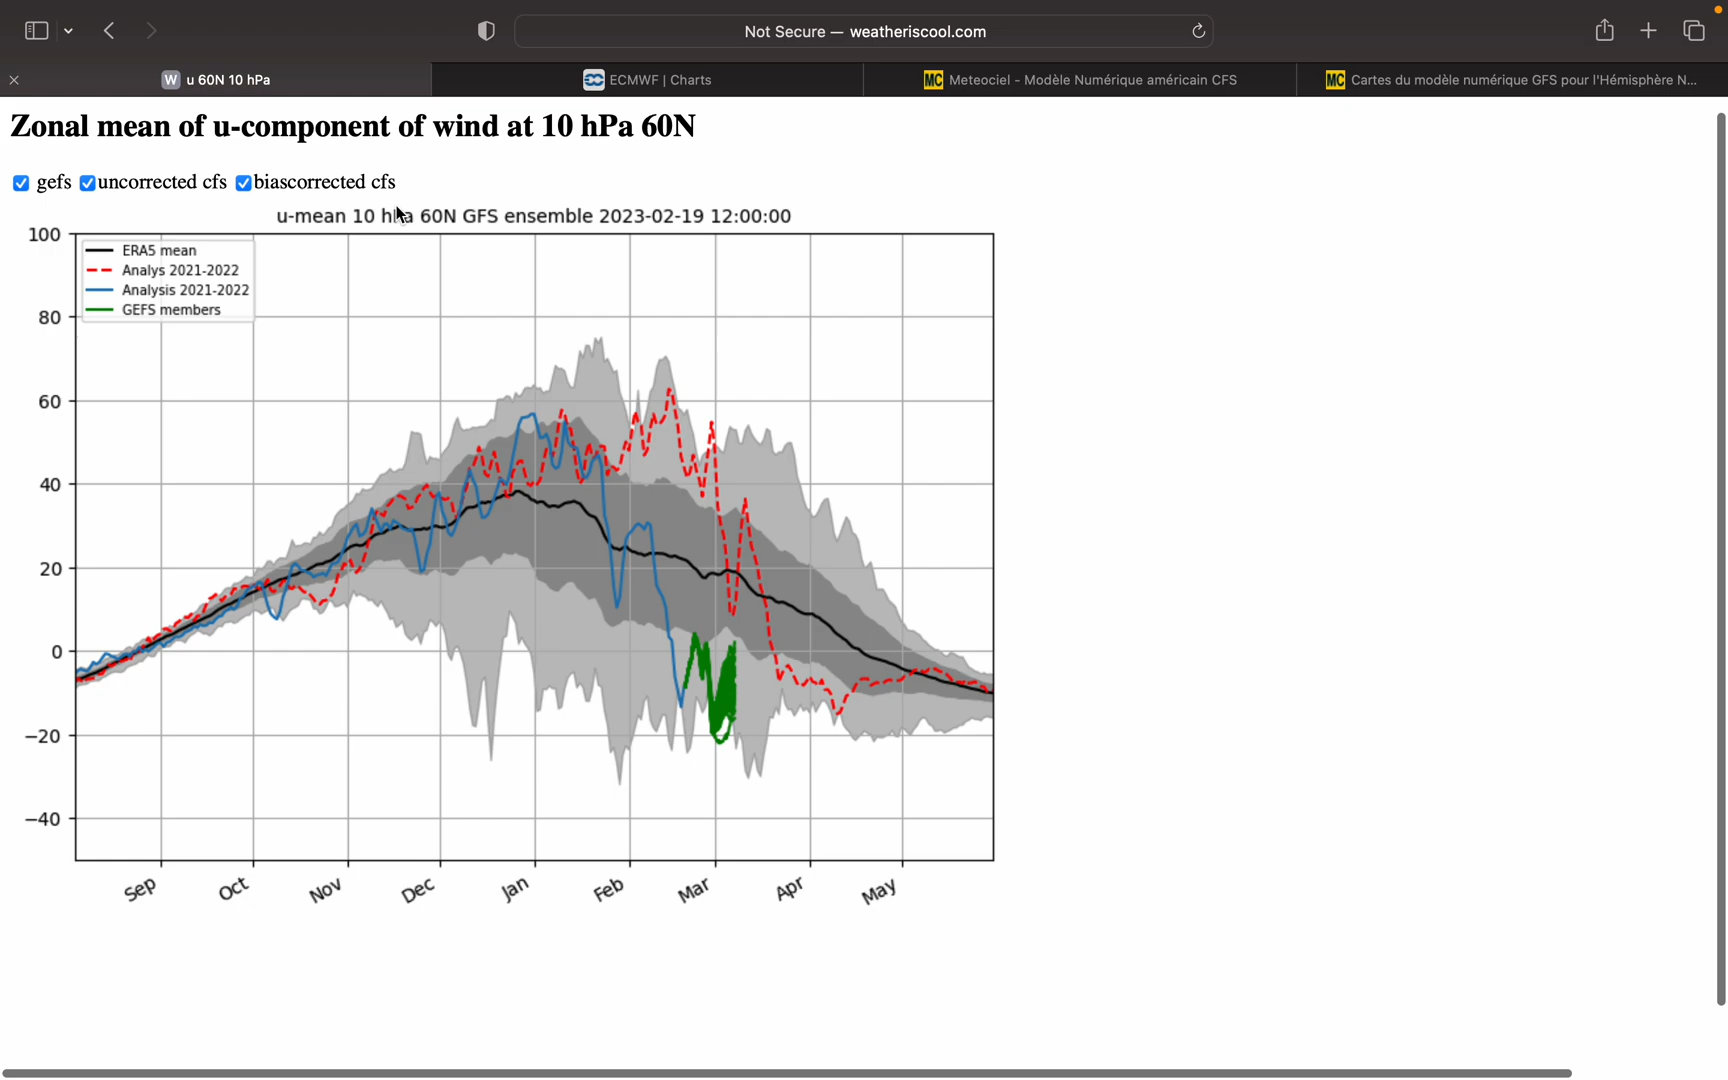 Not Secure — weatheriscool.com
W u 60N 10 hPa
ECMWF | Charts
MC Meteociel - Modèle Numérique américain CFS
MC Cartes du modèle numérique GFS pour l'Hémisphère N...
Zonal mean of u-component of wind at 10 hPa 60N
gefs uncorrected cfs biascorrected cfs
u-mean 10 hPa 60N GFS ensemble 2023-02-19 12:00:00
ERA5 mean
Analys 2021-2022
Analysis 2021-2022
GEFS members
100
80
60
40
20
0
−20
−40
Sep
Oct
Nov
Dec
Jan
Feb
Mar
Apr
May